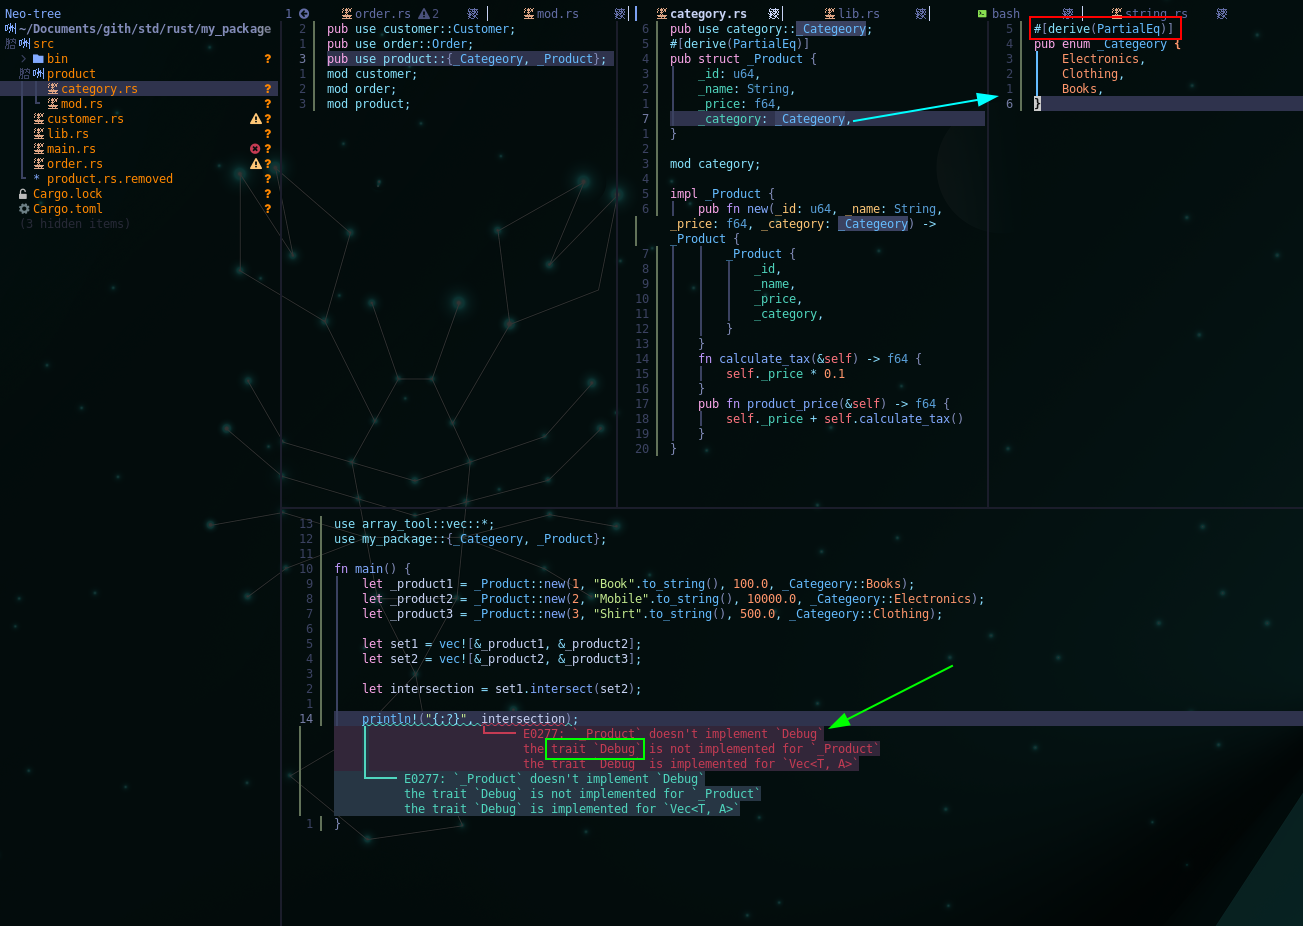 Neo-tree
~/Documents/gith/std/rust/my_package
src
bin ?
product
category.rs ?
mod.rs ?
customer.rs ?
lib.rs ?
main.rs ?
order.rs ?
* product.rs.removed ?
Cargo.lock ?
Cargo.toml ?
(3 hidden items)
1 order.rs 2 mod.rs category.rs lib.rs bash string.rs
2 pub use customer::Customer;
1 pub use order::Order;
3 pub use product::{_Categeory, _Product};
1 mod customer;
2 mod order;
3 mod product;
6 pub use category::_Categeory;
5 #[derive(PartialEq)]
4 pub struct _Product {
3 _id: u64,
2 _name: String,
1 _price: f64,
7 _category: _Categeory,
1 }
2
3 mod category;
4
5 impl _Product {
6 pub fn new(_id: u64, _name: String,
_price: f64, _category: _Categeory) ->
_Product {
7 _Product {
8 _id,
9 _name,
10 _price,
11 _category,
12 }
13 }
14 fn calculate_tax(&self) -> f64 {
15 self._price * 0.1
16 }
17 pub fn product_price(&self) -> f64 {
18 self._price + self.calculate_tax()
19 }
20 }
5 #[derive(PartialEq)]
4 pub enum _Categeory {
3 Electronics,
2 Clothing,
1 Books,
6 }
13 use array_tool::vec::*;
12 use my_package::{_Categeory, _Product};
11
10 fn main() {
9 let _product1 = _Product::new(1, "Book".to_string(), 100.0, _Categeory::Books);
8 let _product2 = _Product::new(2, "Mobile".to_string(), 10000.0, _Categeory::Electronics);
7 let _product3 = _Product::new(3, "Shirt".to_string(), 500.0, _Categeory::Clothing);
6
5 let set1 = vec![&_product1, &_product2];
4 let set2 = vec![&_product2, &_product3];
3
2 let intersection = set1.intersect(set2);
1
14 println!("{:?}", intersection);
E0277: `_Product` doesn't implement `Debug`
the trait `Debug` is not implemented for `_Product`
the trait `Debug` is implemented for `Vec<T, A>`
E0277: `_Product` doesn't implement `Debug`
the trait `Debug` is not implemented for `_Product`
the trait `Debug` is implemented for `Vec<T, A>`
1 }